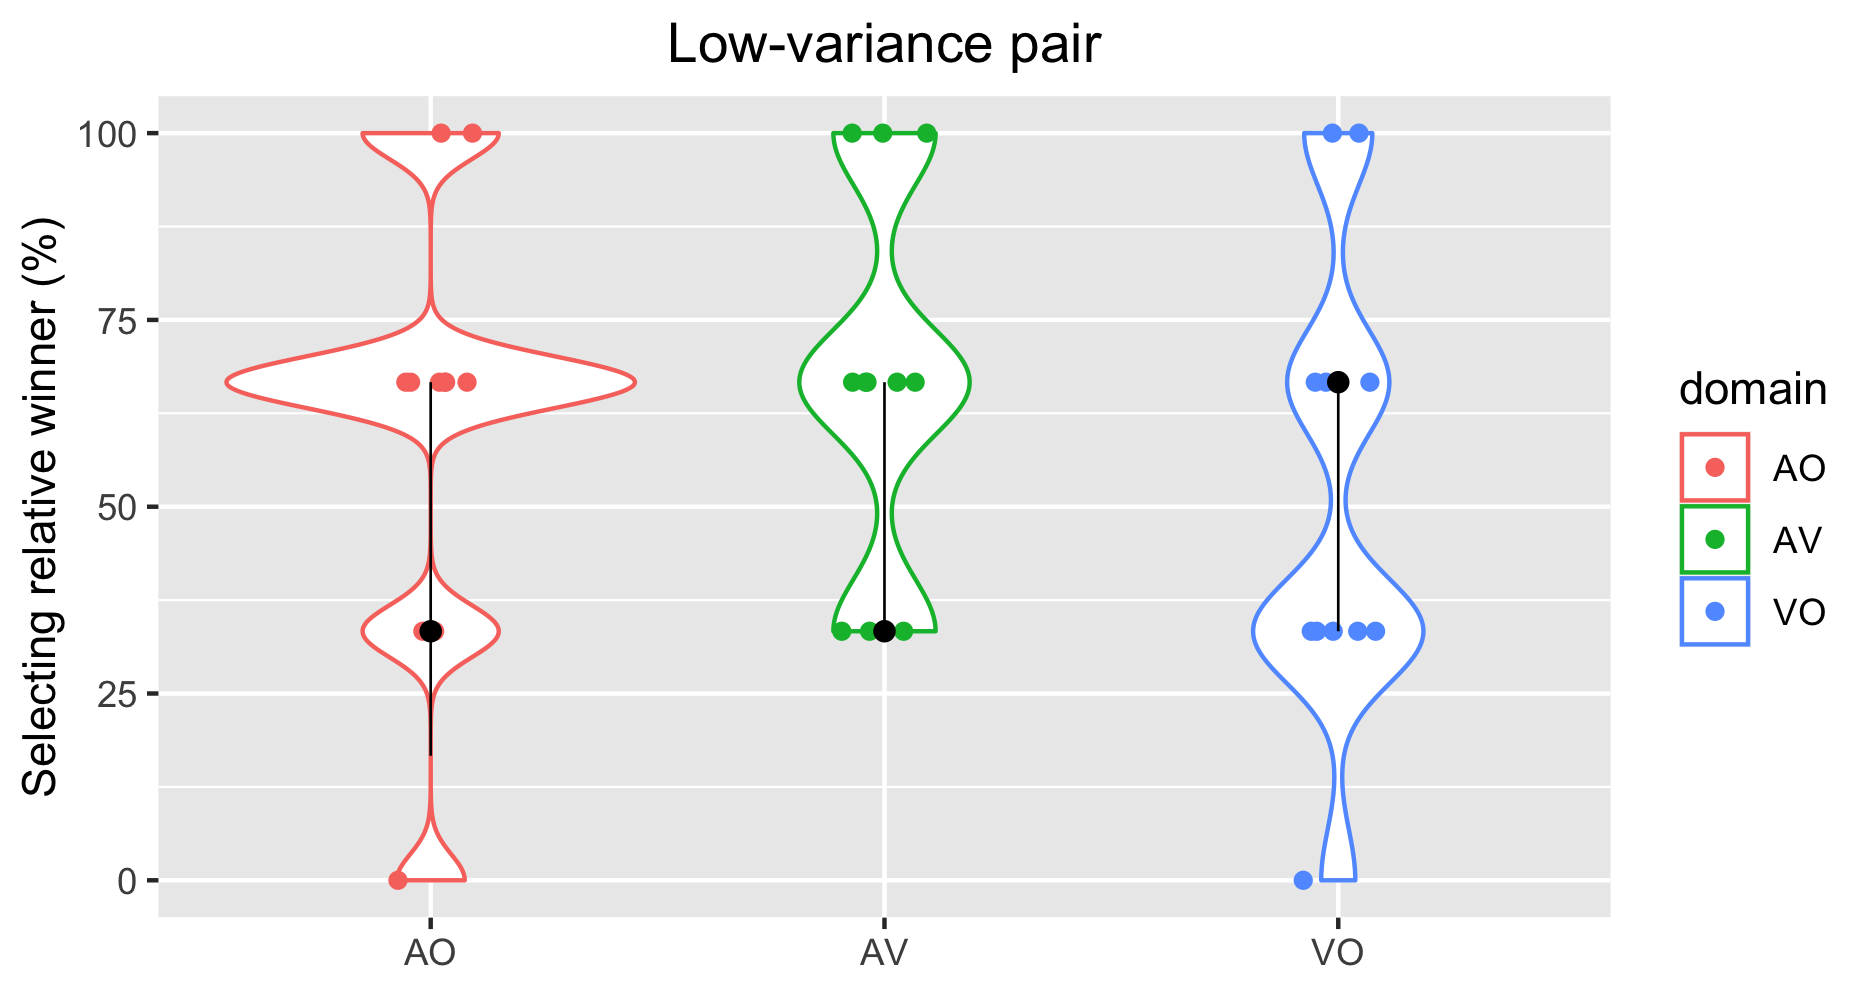 Low-variance pair
Selecting relative winner (%)
100
75
50
25
0
AO
AV
VO
domain
AO
AV
VO